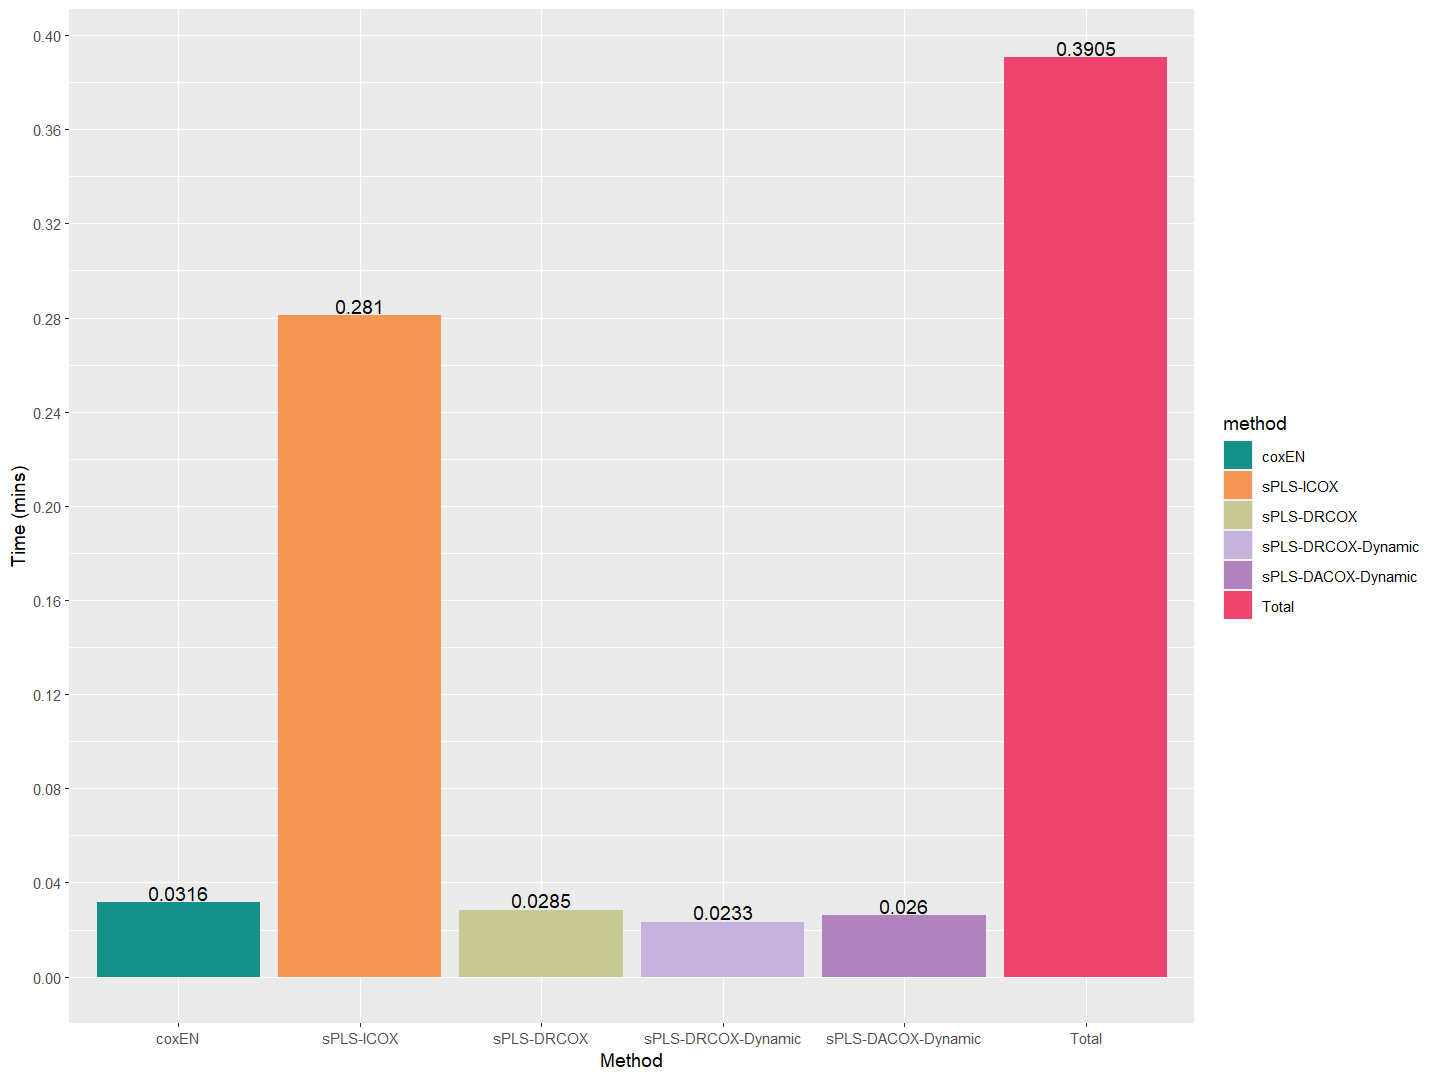 0.40
0.36
0.32
0.28
0.24
0.20
0.16
0.12
0.08
0.04
0.00
Time (mins)
0.0316
0.281
0.0285
0.0233
0.026
0.3905
coxEN
sPLS-ICOX
sPLS-DRCOX
sPLS-DRCOX-Dynamic
sPLS-DACOX-Dynamic
Total
Method
method
coxEN
sPLS-ICOX
sPLS-DRCOX
sPLS-DRCOX-Dynamic
sPLS-DACOX-Dynamic
Total